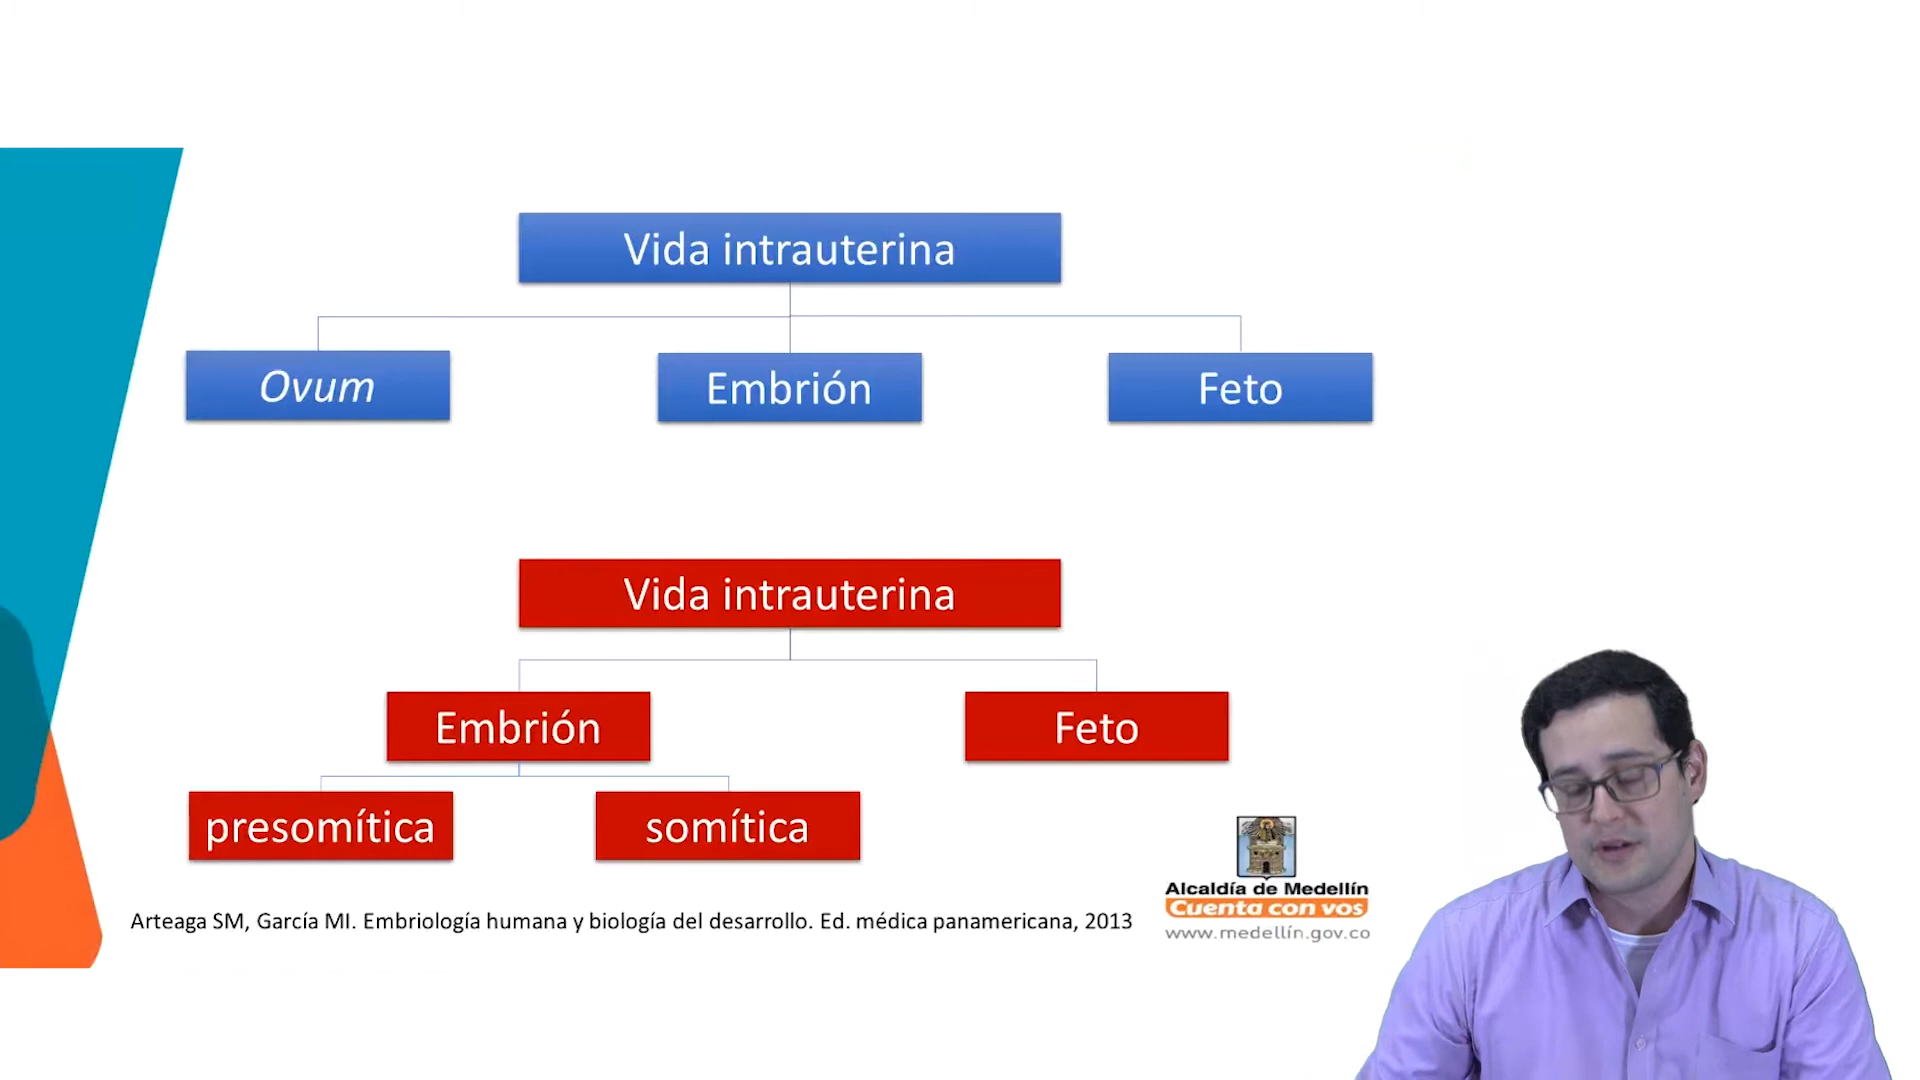 Vida intrauterina
Ovum
Embrión
Feto
Vida intrauterina
Embrión
Feto
presomítica
somítica
Alcaldía de Medellín
Cuenta con vos
www.medellín.gov.co
Arteaga SM, García MI. Embriología humana y biología del desarrollo. Ed. médica panamericana, 2013